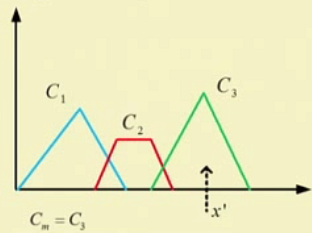 C₁
C₂
C₃
x'
Cₘ = C₃